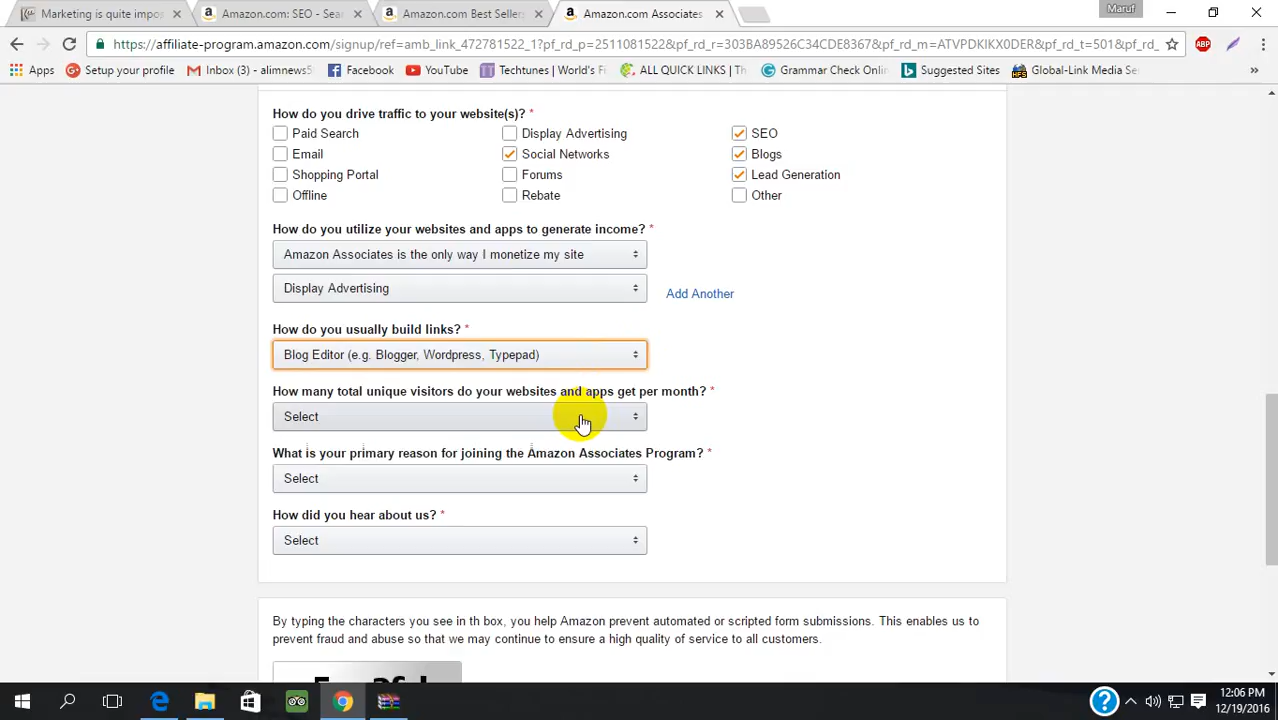 Maruf
Marketing is quite impos
Amazon.com: SEO - Sear
Amazon.com Best Sellers
Amazon.com Associates
https://affiliate-program.amazon.com/signup/ref=amb_link_472781522_1?pf_rd_p=2511081522&pf_rd_r=303BA89526C34CDE8367&pf_rd_m=ATVPDKIKX0DER&pf_rd_t=501&pf_rd_
ABP
Apps
Setup your profile
Inbox (3) - alimnews
Facebook
YouTube
Techtunes | World's Fi
ALL QUICK LINKS | Th
Grammar Check Onlin
Suggested Sites
Global-Link Media Se
How do you drive traffic to your website(s)? *
Paid Search
Display Advertising
SEO
Email
Social Networks
Blogs
Shopping Portal
Forums
Lead Generation
Offline
Rebate
Other
How do you utilize your websites and apps to generate income? *
Amazon Associates is the only way I monetize my site
Display Advertising
Add Another
How do you usually build links? *
Blog Editor (e.g. Blogger, Wordpress, Typepad)
How many total unique visitors do your websites and apps get per month? *
Select
What is your primary reason for joining the Amazon Associates Program? *
Select
How did you hear about us? *
Select
By typing the characters you see in th box, you help Amazon prevent automated or scripted form submissions. This enables us to
prevent fraud and abuse so that we may continue to ensure a high quality of service to all customers.
12:06 PM
12/19/2016